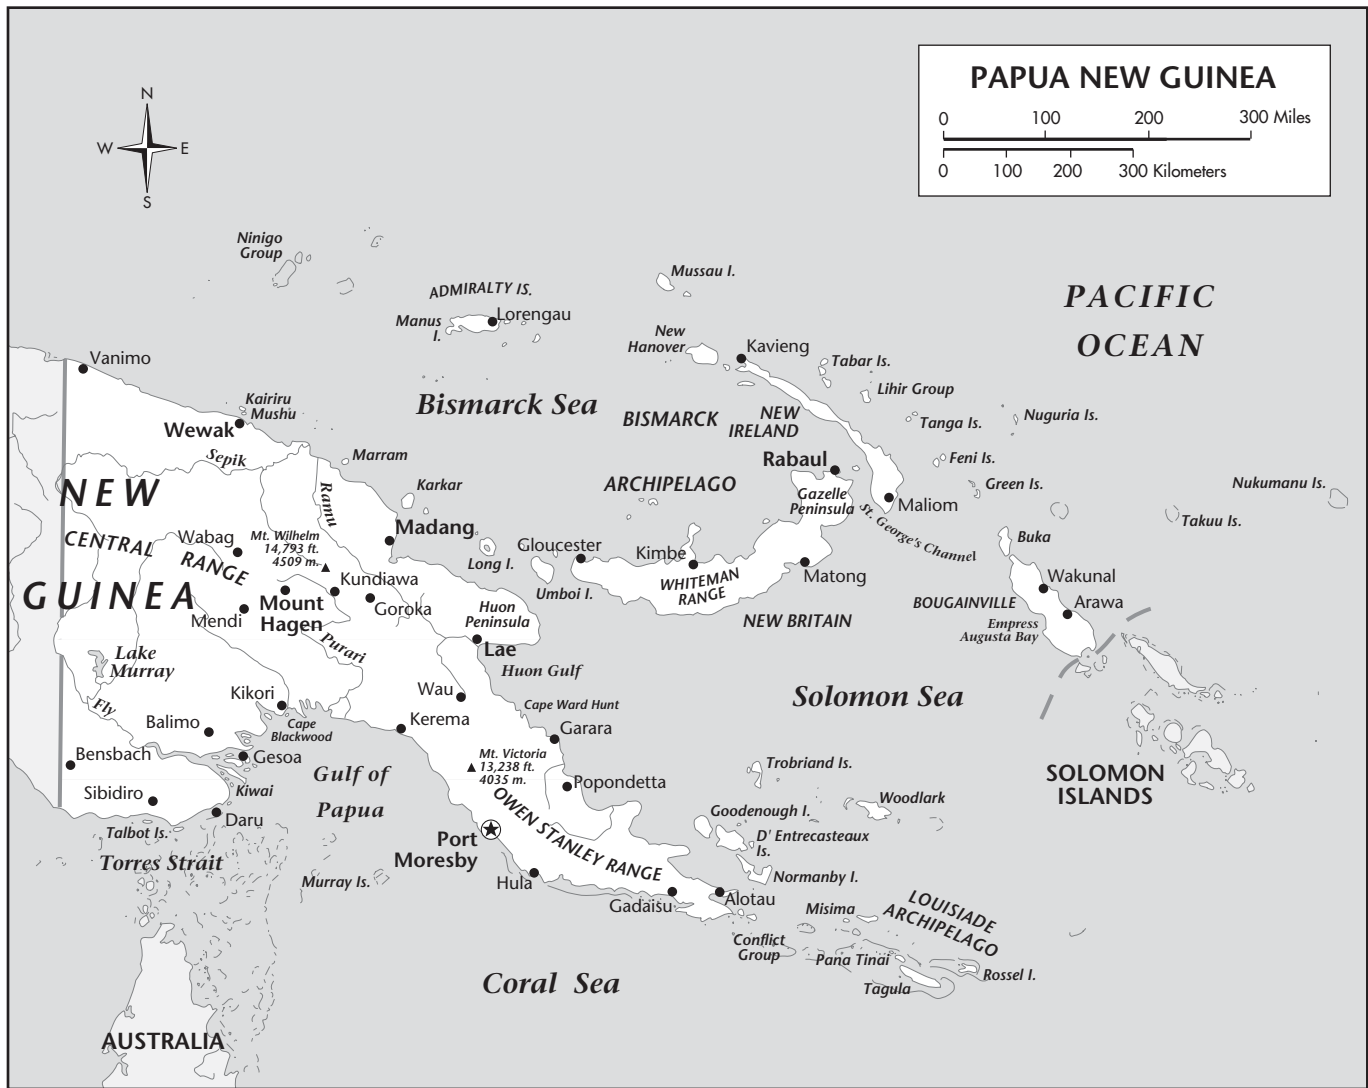 PAPUA NEW GUINEA
0 100 200 300 Miles
0 100 200 300 Kilometers
N
W E
S
Ninigo
Group
ADMIRALTY IS.
Manus
I.
Lorengau
Mussau I.
PACIFIC
OCEAN
New
Hanover
Kavieng
Tabar Is.
Lihir Group
Tanga Is.
Nuguria Is.
Vanimo
Kairiru
Mushu
Wewak
Sepik
Bismarck Sea
BISMARCK
ARCHIPELAGO
NEW
IRELAND
Rabaul
Gazelle
Peninsula
Maliom
St. George's Channel
Feni Is.
Green Is.
Nukumanu Is.
Takuu Is.
Marram
Karkar
Ramu
Madang
NEW
GUINEA
CENTRAL
RANGE
Wabag
Mt. Wilhelm
14,793 ft.
4509 m.
Kundiawa
Goroka
Mount
Hagen
Mendi
Long I.
Gloucester
Umboi I.
Kimbe
WHITEMAN
RANGE
Matong
NEW BRITAIN
Buka
Wakunal
Arawa
BOUGAINVILLE
Empress
Augusta Bay
Huon
Peninsula
Lae
Huon Gulf
Purari
Lake
Murray
Fly
Kikori
Balimo
Cape
Blackwood
Gesoa
Bensbach
Sibidiro
Kiwai
Daru
Talbot Is.
Torres Strait
Wau
Kerema
Cape Ward Hunt
Garara
Mt. Victoria
13,238 ft.
4035 m.
Popondetta
Gulf of
Papua
OWEN STANLEY RANGE
Port
Moresby
Hula
Gadaisu
Alotau
Murray Is.
Solomon Sea
SOLOMON
ISLANDS
Trobriand Is.
Goodenough I.
Woodlark
D' Entrecasteaux
Is.
Normanby I.
Misima
LOUISIADE
ARCHIPELAGO
Conflict
Group
Pana Tinai
Rossel I.
Tagula
Coral Sea
AUSTRALIA